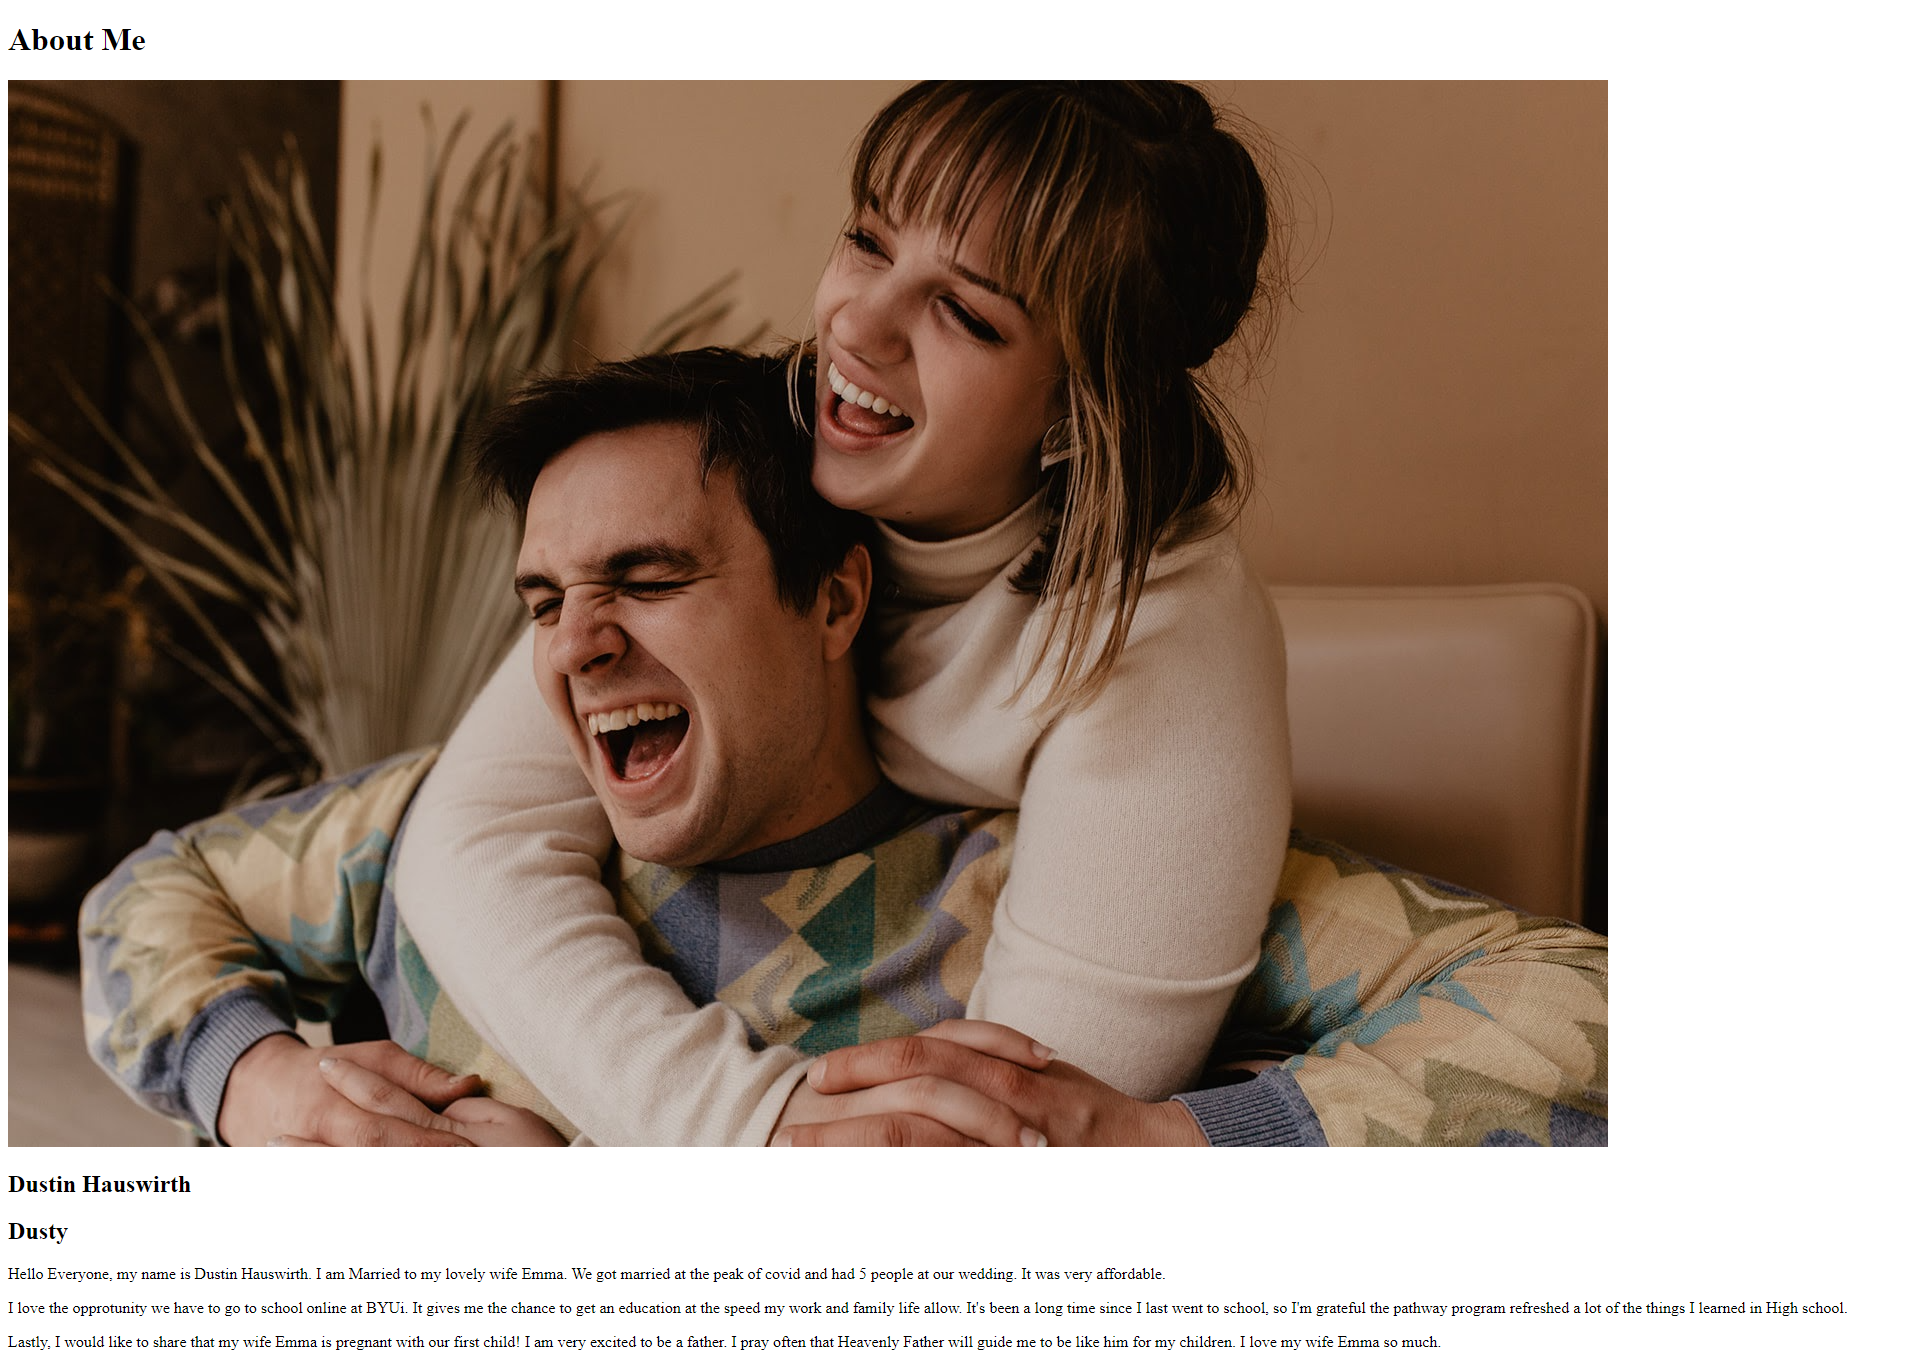 About Me
Dustin Hauswirth
Dusty
Hello Everyone, my name is Dustin Hauswirth. I am Married to my lovely wife Emma. We got married at the peak of covid and had 5 people at our wedding. It was very affordable.
I love the opprotunity we have to go to school online at BYUi. It gives me the chance to get an education at the speed my work and family life allow. It's been a long time since I last went to school, so I'm grateful the pathway program refreshed a lot of the things I learned in High school.
Lastly, I would like to share that my wife Emma is pregnant with our first child! I am very excited to be a father. I pray often that Heavenly Father will guide me to be like him for my children. I love my wife Emma so much.